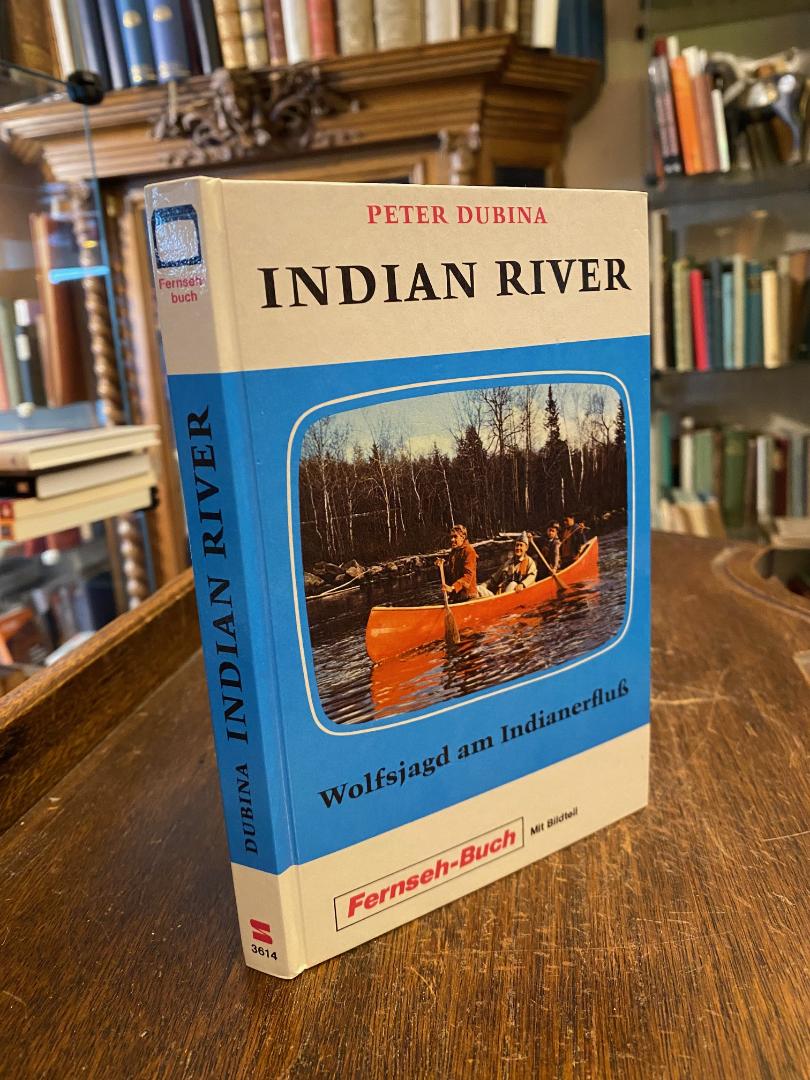 PETER DUBINA
INDIAN RIVER
Wolfsjagd am Indianerfluß
Fernseh-Buch
Mit Bildteil
Fernseh-
buch
DUBINA INDIAN RIVER
3614